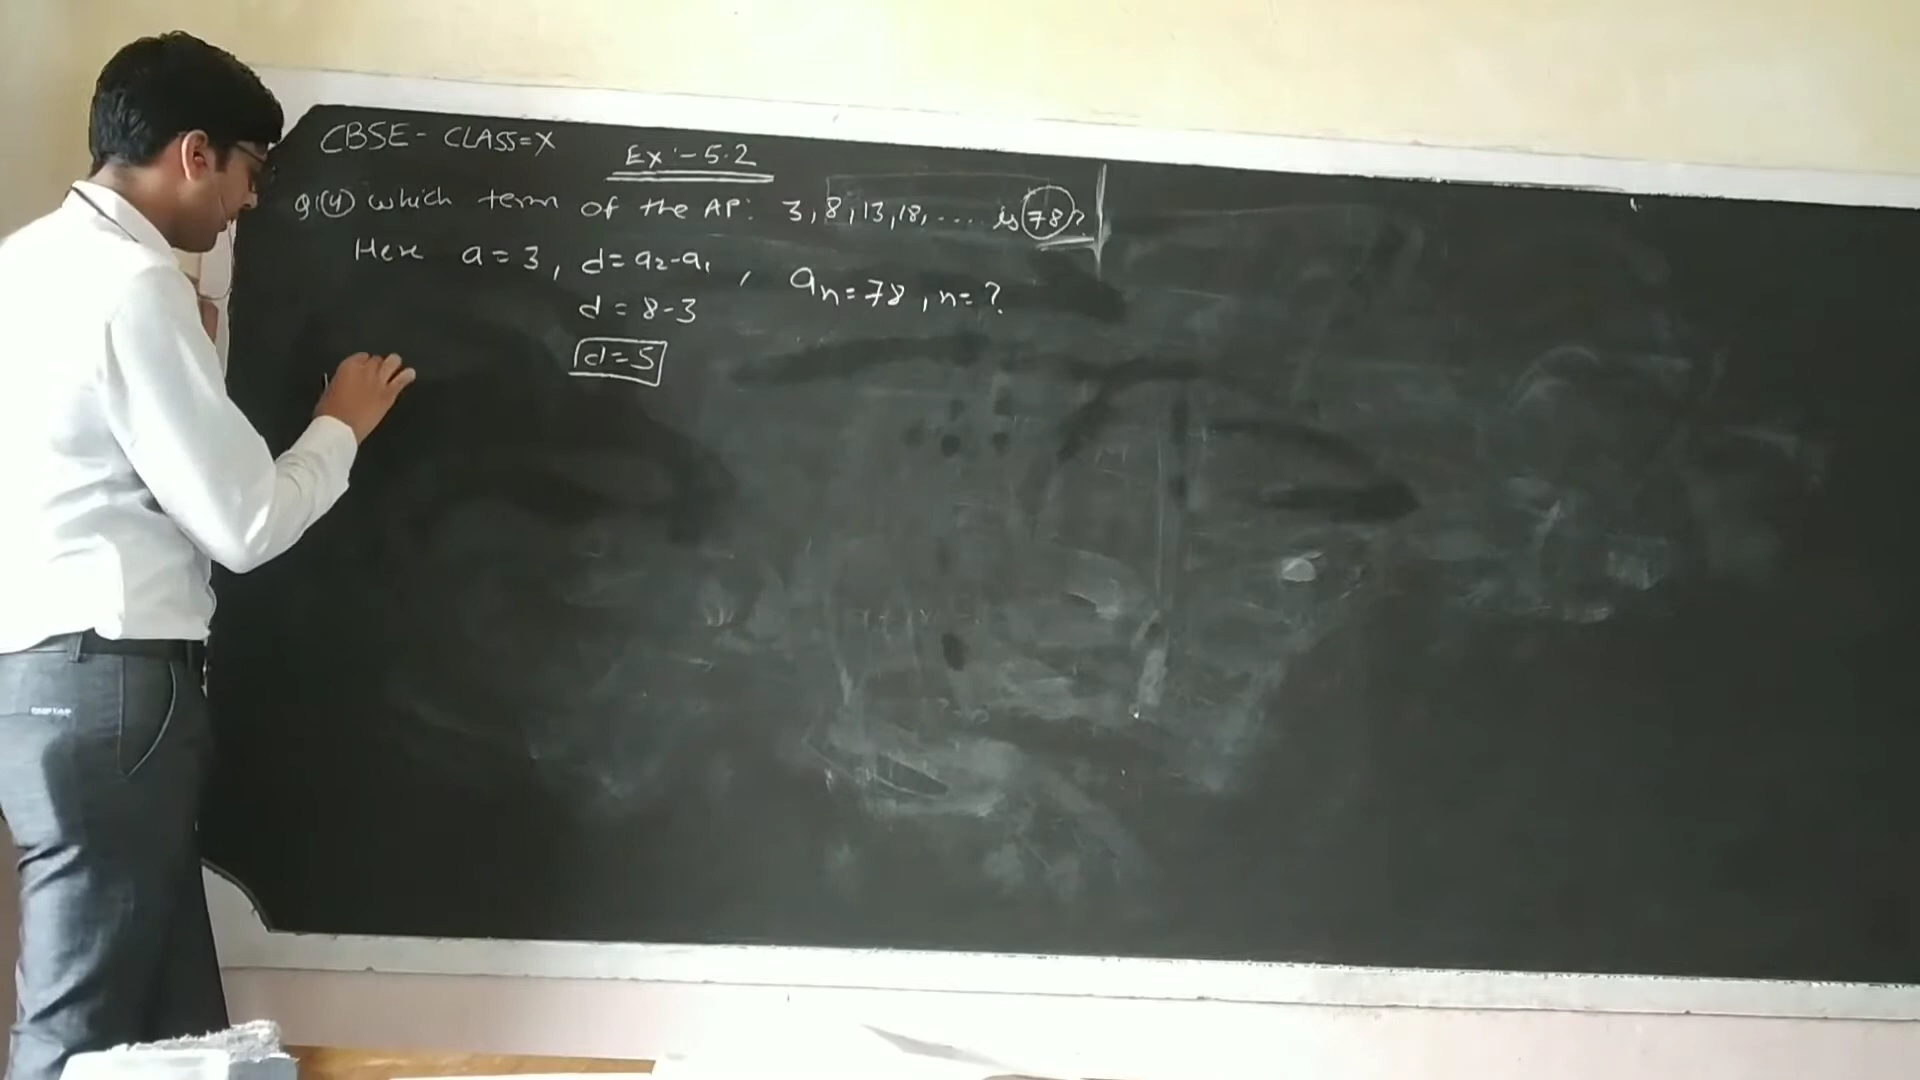 CBSE - CLASS=X
Ex:- 5.2
Q.(4) which term of the AP: 3, 8, 13, 18, .... is 78?
Here a = 3, d = a₂-a₁, aₙ = 78, n = ?
d = 8-3
d = 5